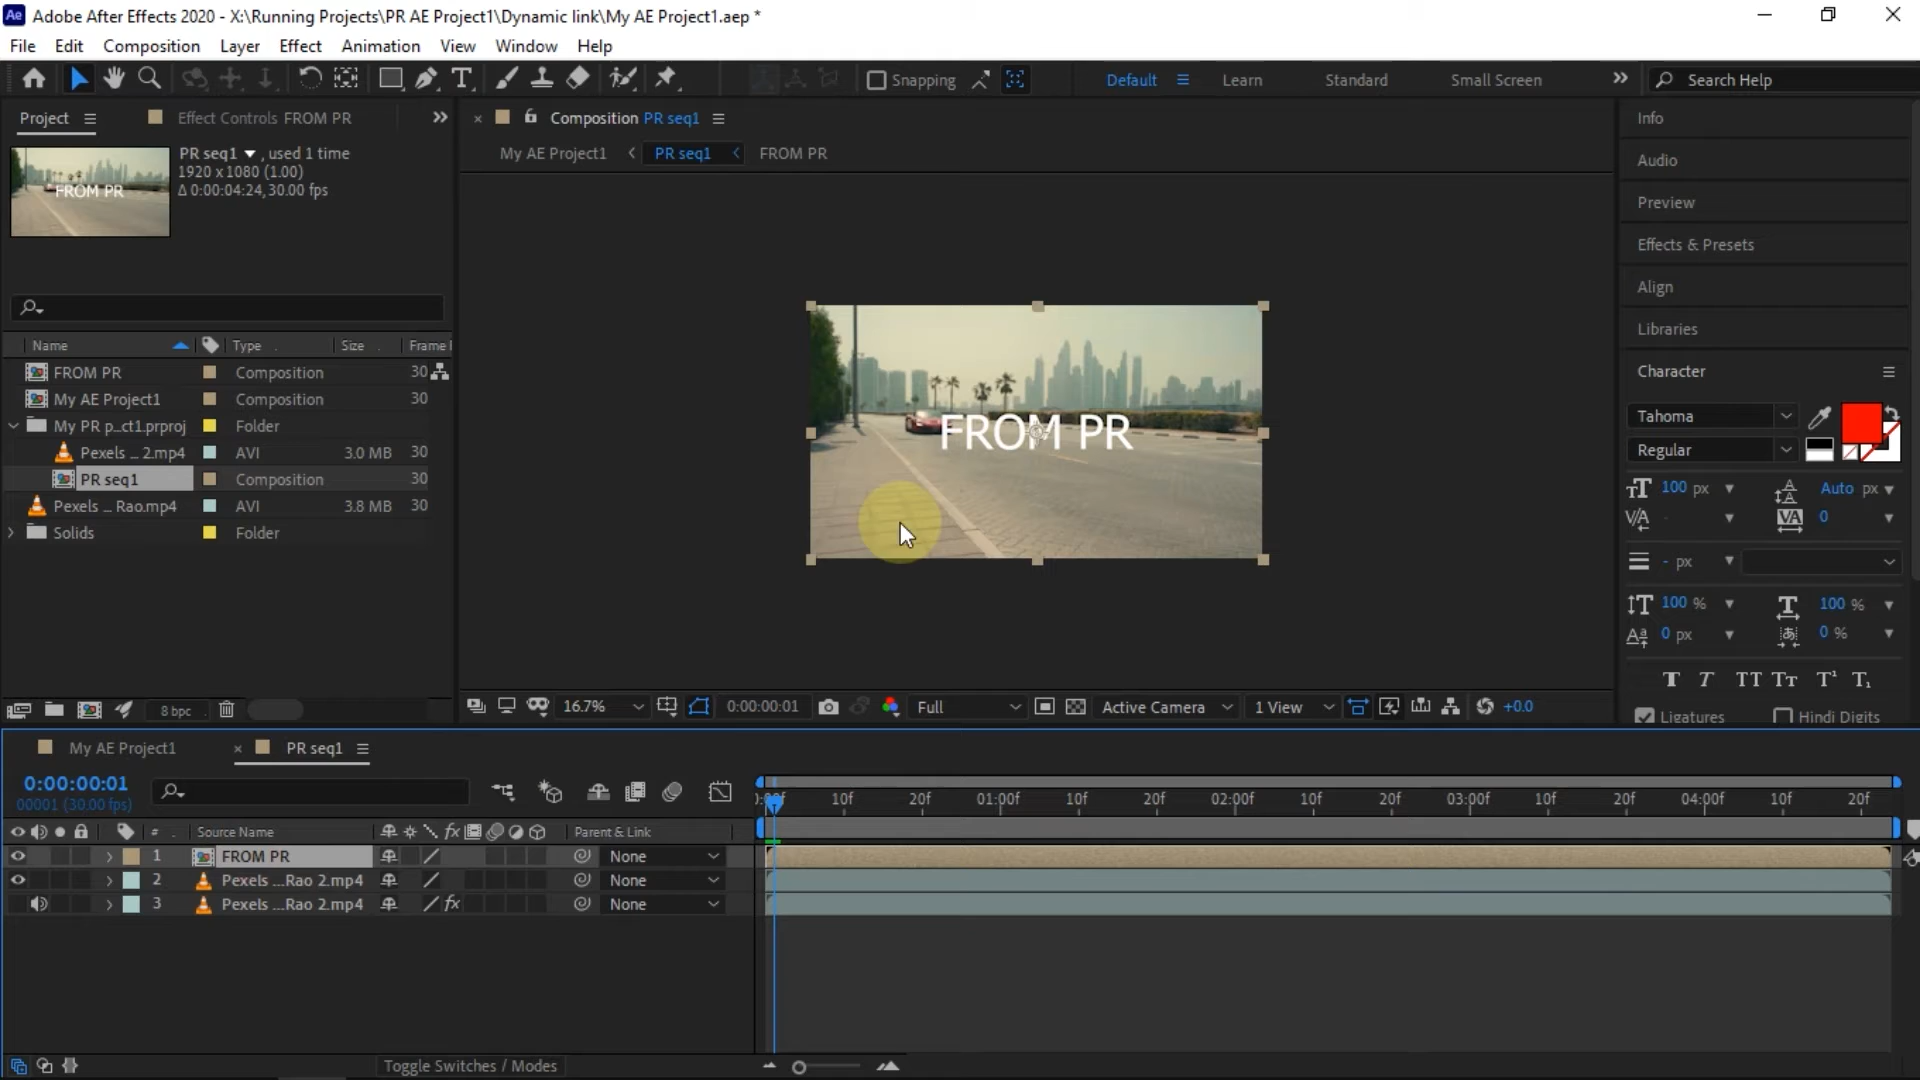 Adobe After Effects 2020 - X:\Running Projects\PR AE Project1\Dynamic link\My AE Project1.aep *
File Edit Composition Layer Effect Animation View Window Help
Snapping
Default
Learn
Standard
Small Screen
Search Help
Project
Effect Controls FROM PR
PR seq1 , used 1 time
1920 x 1080 (1.00)
Δ 0:00:04:24, 30.00 fps
FROM PR
Name Type Size Frame
FROM PR Composition 30
My AE Project1 Composition 30
My PR p...ct1.prproj Folder
Pexels ... 2.mp4 AVI 3.0 MB 30
PR seq1 Composition 30
Pexels ... Rao.mp4 AVI 3.8 MB 30
Solids Folder
8 bpc
Composition PR seq1
My AE Project1 PR seq1 FROM PR
FROM PR
16.7% 0:00:00:01 Full Active Camera 1 View +0.0
Info
Audio
Preview
Effects & Presets
Align
Libraries
Character
Tahoma
Regular
100 px Auto px
0
- px
100 % 100 %
0 px 0 %
T T TT Tt T¹ T₁
Ligatures Hindi Digits
My AE Project1 PR seq1
0:00:00:01
00001 (30.00 fps)
:00f 10f 20f 01:00f 10f 20f 02:00f 10f 20f 03:00f 10f 20f 04:00f 10f 20f
# Source Name Parent & Link
1 FROM PR None
2 Pexels ...Rao 2.mp4 None
3 Pexels ...Rao 2.mp4 fx None
Toggle Switches / Modes